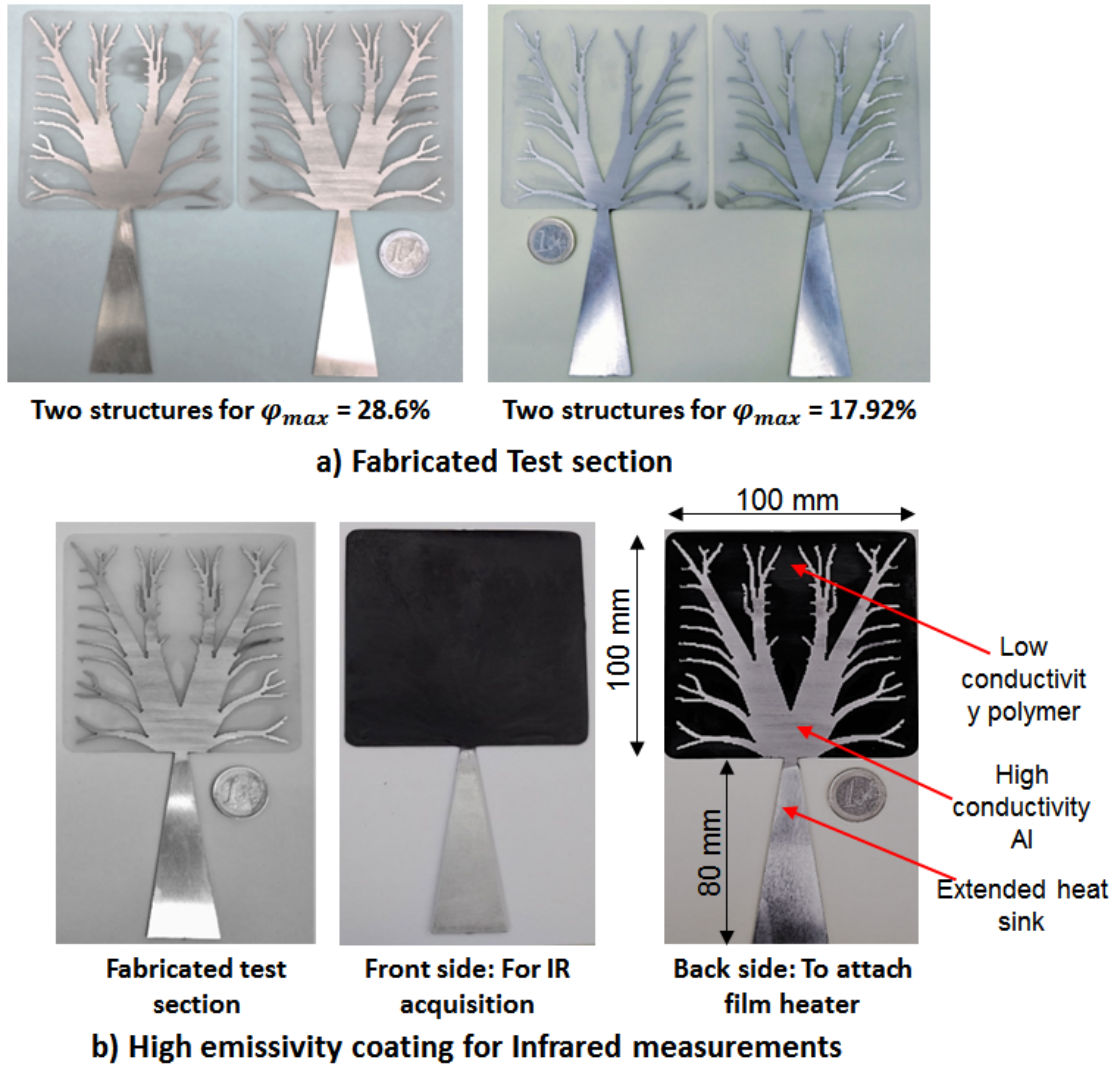 Two structures for φmax = 28.6%
Two structures for φmax = 17.92%
a) Fabricated Test section
100 mm
100 mm
80 mm
Low
conductivit
y polymer
High
conductivity
Al
Extended heat
sink
Fabricated test
section
Front side: For IR
acquisition
Back side: To attach
film heater
b) High emissivity coating for Infrared measurements